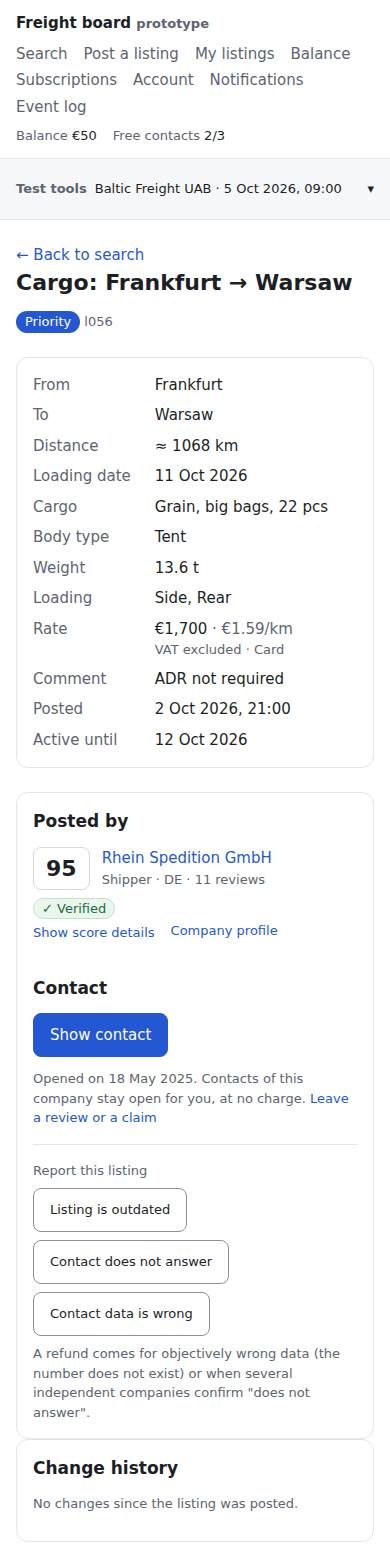 Freight board prototype
Search Post a listing My listings Balance
Subscriptions Account Notifications
Event log
Balance €50 Free contacts 2/3
Test tools Baltic Freight UAB · 5 Oct 2026, 09:00 ▾
← Back to search
Cargo: Frankfurt → Warsaw
Priority l056
From Frankfurt
To Warsaw
Distance ≈ 1068 km
Loading date 11 Oct 2026
Cargo Grain, big bags, 22 pcs
Body type Tent
Weight 13.6 t
Loading Side, Rear
Rate €1,700 · €1.59/km
VAT excluded · Card
Comment ADR not required
Posted 2 Oct 2026, 21:00
Active until 12 Oct 2026
Posted by
95 Rhein Spedition GmbH
Shipper · DE · 11 reviews
✓ Verified
Show score details Company profile
Contact
Show contact
Opened on 18 May 2025. Contacts of this
company stay open for you, at no charge. Leave
a review or a claim
Report this listing
Listing is outdated
Contact does not answer
Contact data is wrong
A refund comes for objectively wrong data (the
number does not exist) or when several
independent companies confirm "does not
answer".
Change history
No changes since the listing was posted.